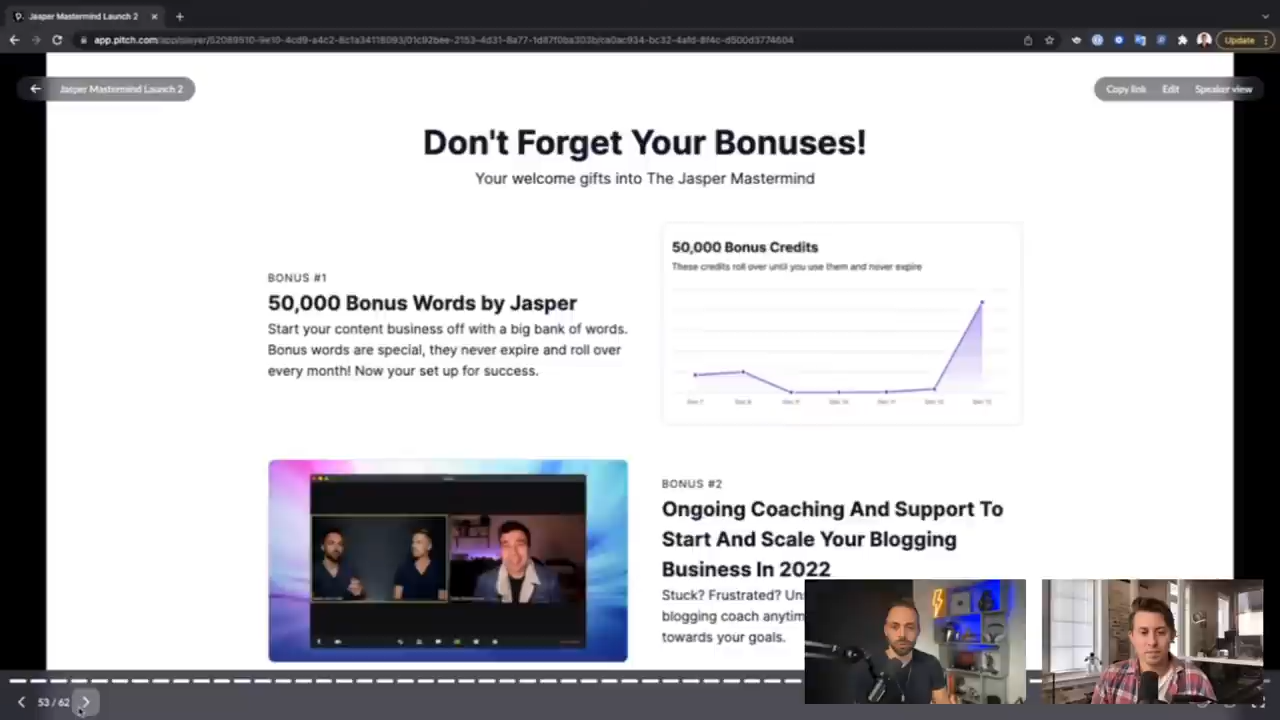 Jasper Mastermind Launch 2
Update
Jasper Mastermind Launch 2
Copy link
Edit
Speaker view
Don't Forget Your Bonuses!
Your welcome gifts into The Jasper Mastermind
BONUS #1
50,000 Bonus Words by Jasper
Start your content business off with a big bank of words.
Bonus words are special, they never expire and roll over
every month! Now your set up for success.
50,000 Bonus Credits
These credits roll over until you use them and never expire
BONUS #2
Ongoing Coaching And Support To
Start And Scale Your Blogging
Business In 2022
Stuck? Frustrated?
blogging coach
towards your goals.
53 / 62